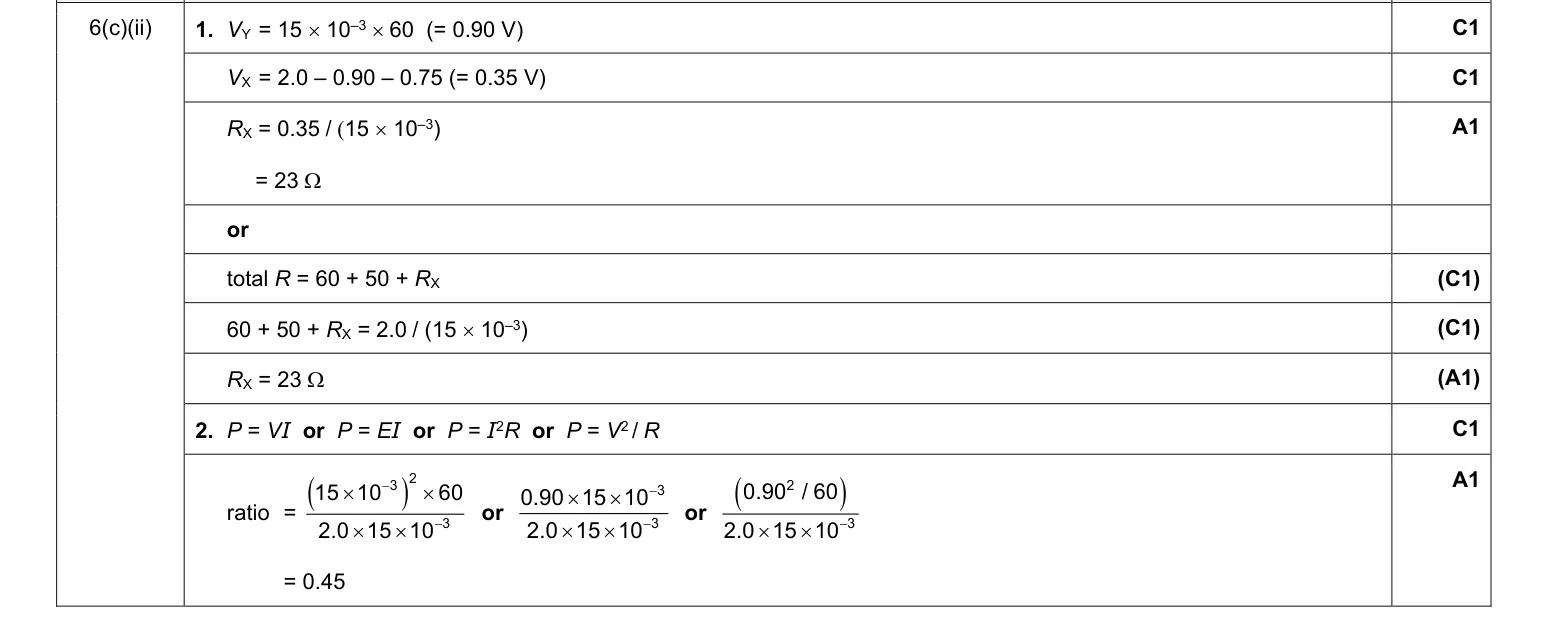 6(c)(ii) 1. V_Y = 15 × 10⁻³ × 60 (= 0.90 V) C1
V_X = 2.0 – 0.90 – 0.75 (= 0.35 V) C1
R_X = 0.35 / (15 × 10⁻³) A1
= 23 Ω
or
total R = 60 + 50 + R_X (C1)
60 + 50 + R_X = 2.0 / (15 × 10⁻³) (C1)
R_X = 23 Ω (A1)
2. P = VI or P = EI or P = I²R or P = V² / R C1
ratio = (15×10⁻³)² ×60 / 2.0×15×10⁻³ or 0.90×15×10⁻³ / 2.0×15×10⁻³ or (0.90² / 60) / 2.0×15×10⁻³ A1
= 0.45